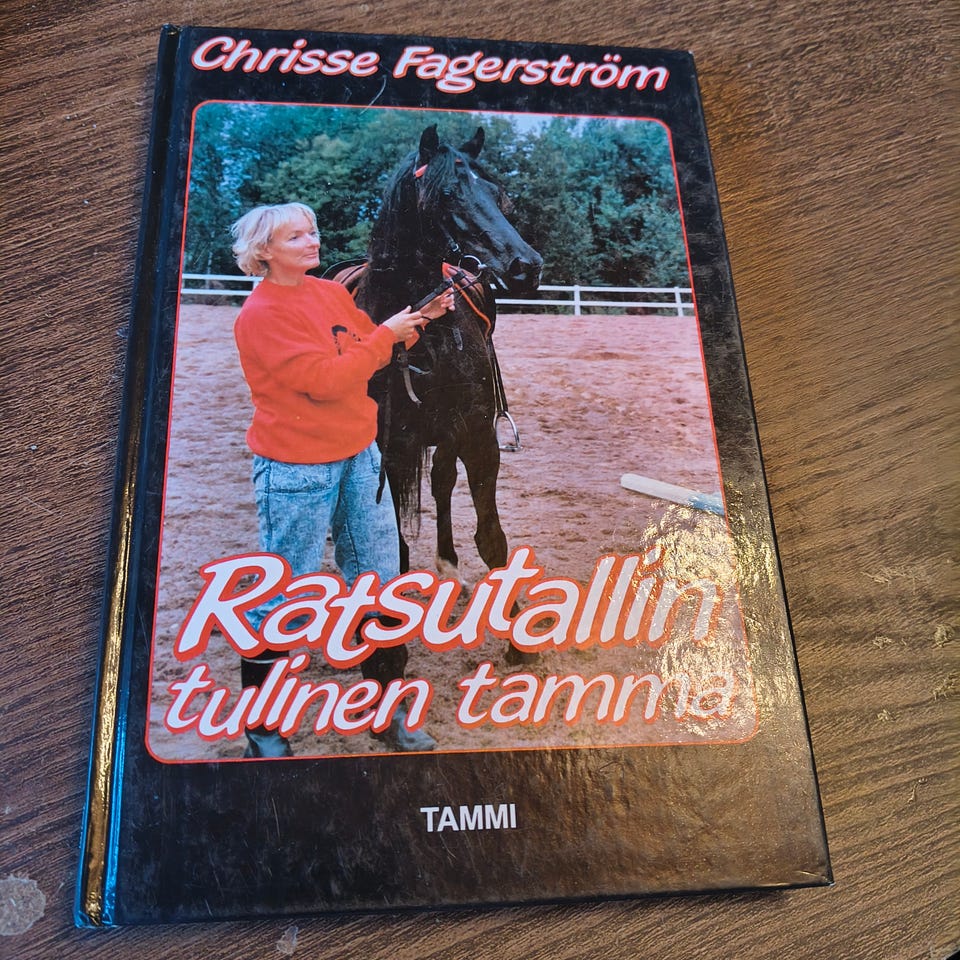 Chrisse Fagerström
Ratsutallin
tulinen tamma
TAMMI